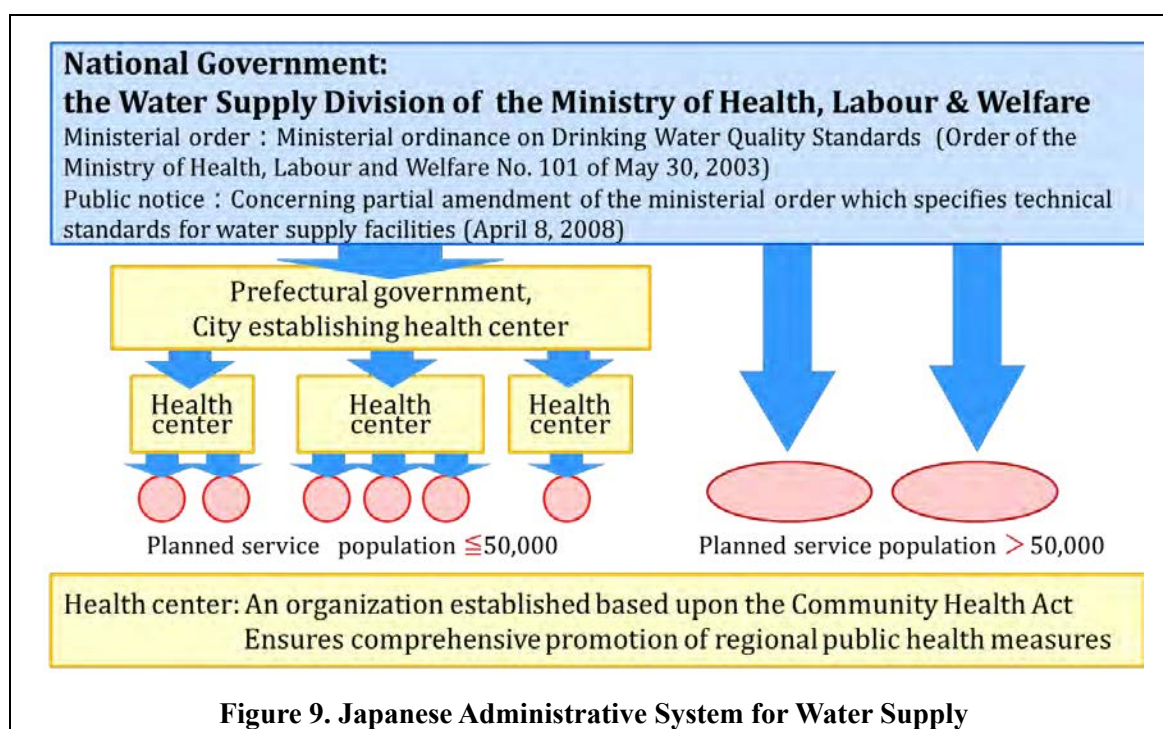 National Government:
the Water Supply Division of the Ministry of Health, Labour & Welfare
Ministerial order：Ministerial ordinance on Drinking Water Quality Standards (Order of the
Ministry of Health, Labour and Welfare No. 101 of May 30, 2003)
Public notice：Concerning partial amendment of the ministerial order which specifies technical
standards for water supply facilities (April 8, 2008)
Prefectural government,
City establishing health center
Health
center
Health
center
Health
center
Planned service population ≦50,000
Planned service population ＞50,000
Health center: An organization established based upon the Community Health Act
Ensures comprehensive promotion of regional public health measures
Figure 9. Japanese Administrative System for Water Supply